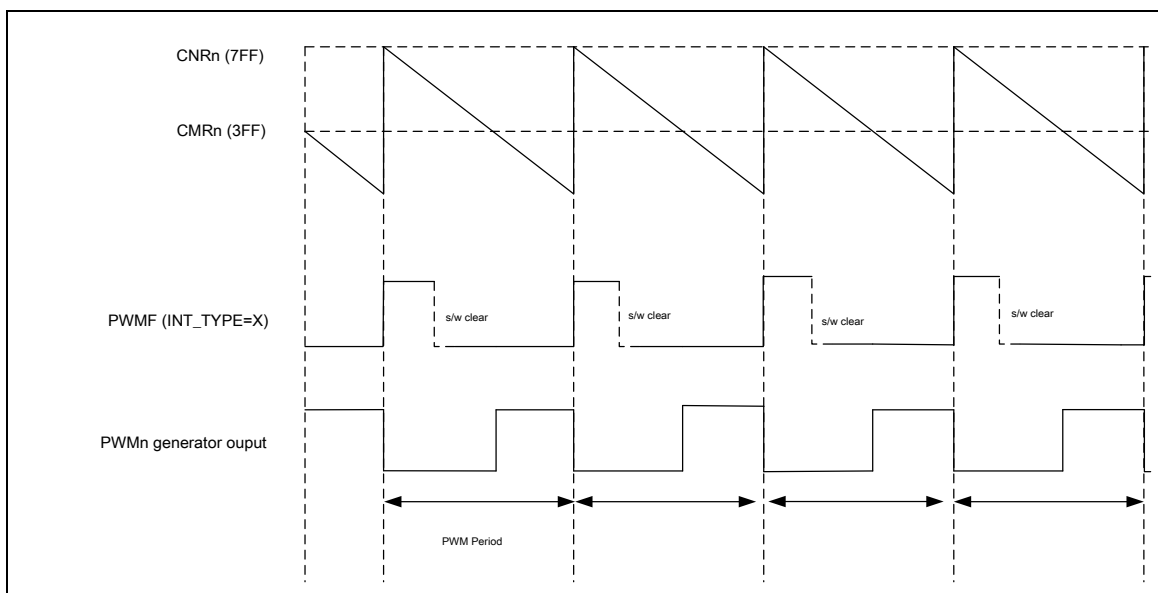 CNRn (7FF)
CMRn (3FF)
PWMF (INT_TYPE=X)
s/w clear
s/w clear
s/w clear
s/w clear
PWMn generator ouput
PWM Period